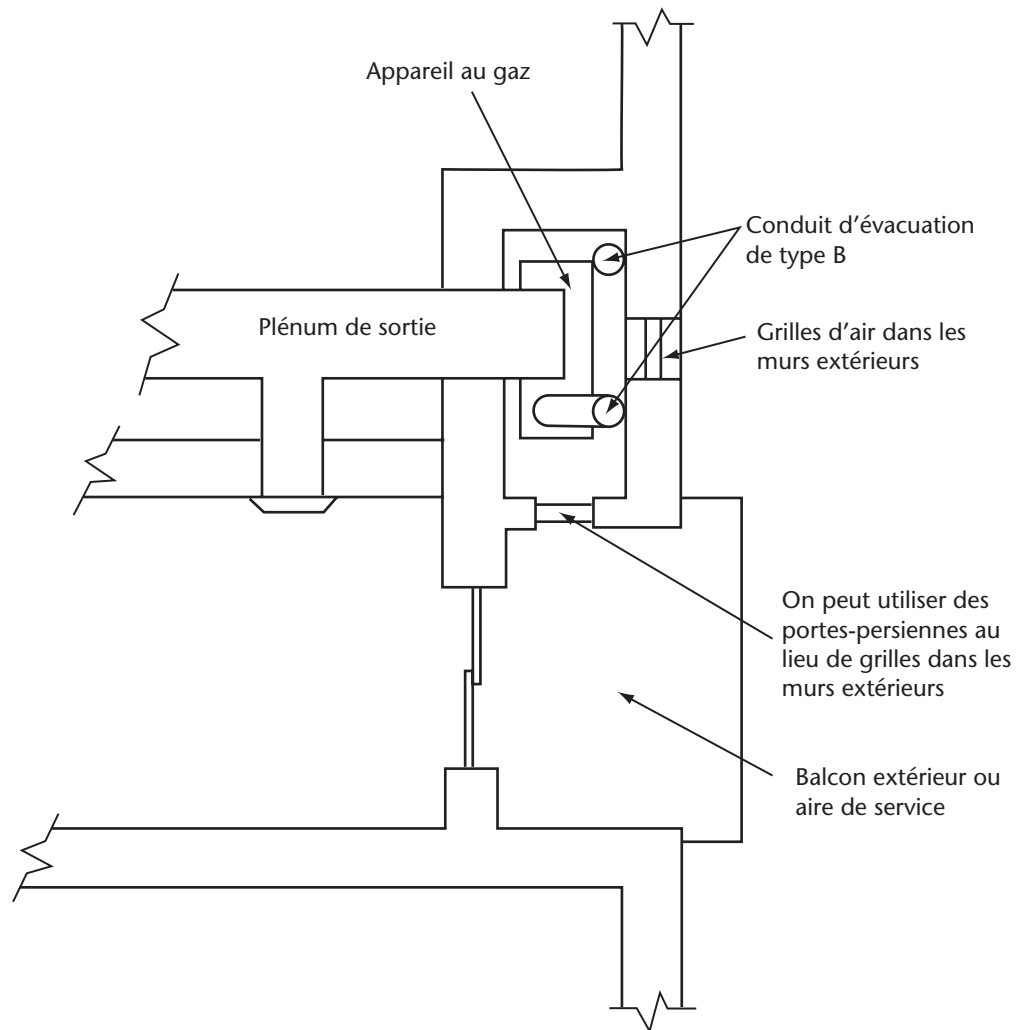 Appareil au gaz
Conduit d'évacuation
de type B
Plénum de sortie
Grilles d'air dans les
murs extérieurs
On peut utiliser des
portes-persiennes au
lieu de grilles dans les
murs extérieurs
Balcon extérieur ou
aire de service